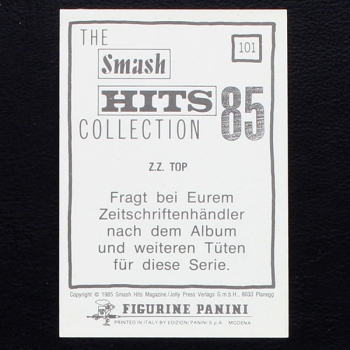 THE
101
Smash
HITS 85
COLLECTION
Z.Z. TOP
Fragt bei Eurem
Zeitschriftenhändler
nach dem Album
und weiteren Tüten
für diese Serie.
Copyright © 1985 Smash Hits Magazine/Jolly Press Verlags G.m.b.H., 8033 Planegg
FIGURINE PANINI
PRINTED IN ITALY BY EDIZIONI PANINI S.p.A. MODENA